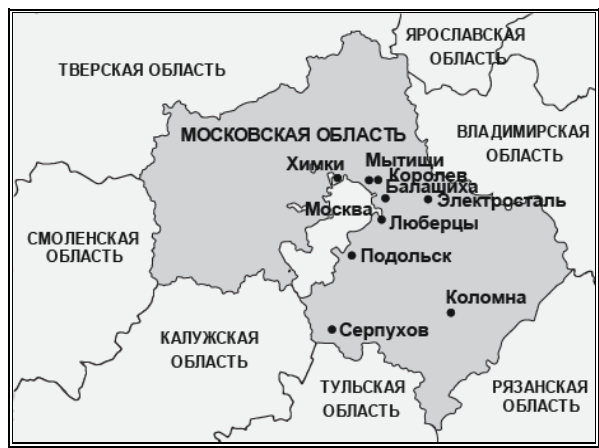 ЯРОСЛАВСКАЯ
ОБЛАСТЬ
ТВЕРСКАЯ ОБЛАСТЬ
МОСКОВСКАЯ ОБЛАСТЬ
ВЛАДИМИРСКАЯ
ОБЛАСТЬ
Химки
Мытищи
Королев
Балашиха
Электросталь
Москва
Люберцы
СМОЛЕНСКАЯ
ОБЛАСТЬ
Подольск
Коломна
Серпухов
КАЛУЖСКАЯ
ОБЛАСТЬ
ТУЛЬСКАЯ
ОБЛАСТЬ
РЯЗАНСКАЯ
ОБЛАСТЬ